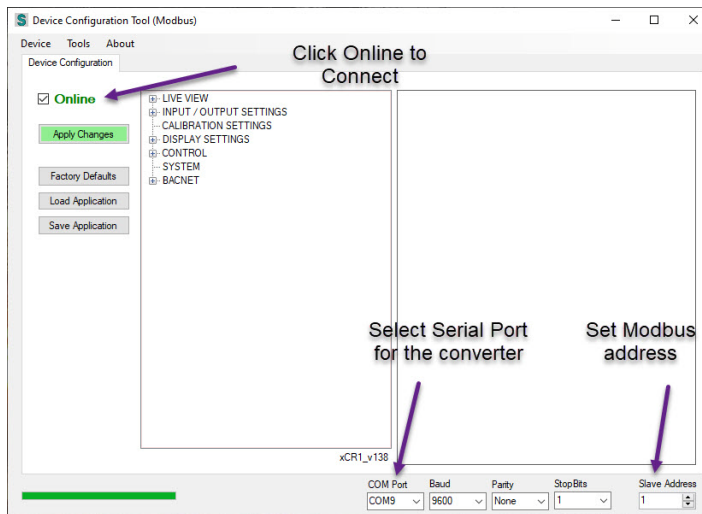 Device Configuration Tool (Modbus)
Device Tools About
Device Configuration
Click Online to
Connect
Online
Apply Changes
Factory Defaults
Load Application
Save Application
LIVE VIEW
INPUT / OUTPUT SETTINGS
CALIBRATION SETTINGS
DISPLAY SETTINGS
CONTROL
SYSTEM
BACNET
Select Serial Port
for the converter
Set Modbus
address
xCR1_v138
COM Port Baud Parity StopBits Slave Address
COM9 9600 None 1 1